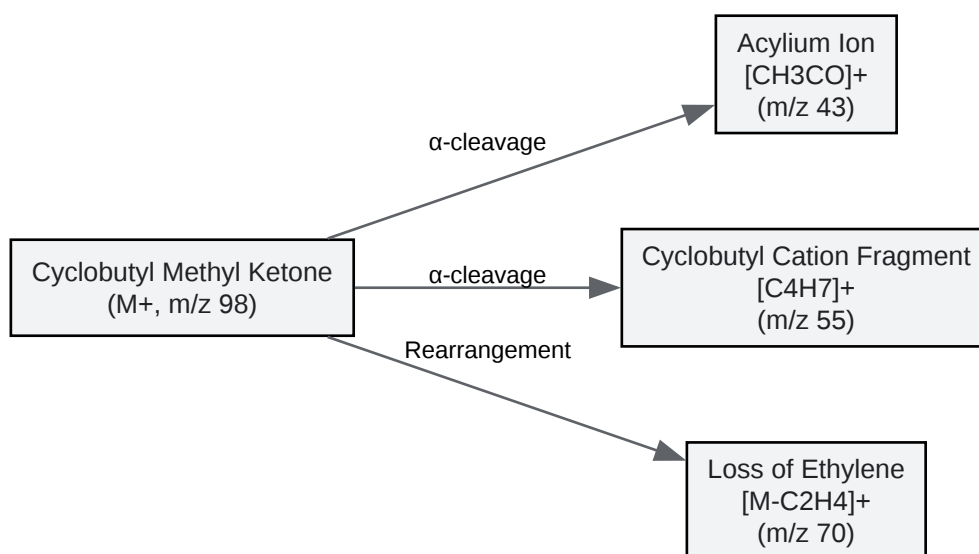 Acylium Ion
[CH3CO]+
(m/z 43)
α-cleavage
Cyclobutyl Methyl Ketone
(M+, m/z 98)
α-cleavage
Cyclobutyl Cation Fragment
[C4H7]+
(m/z 55)
Rearrangement
Loss of Ethylene
[M-C2H4]+
(m/z 70)